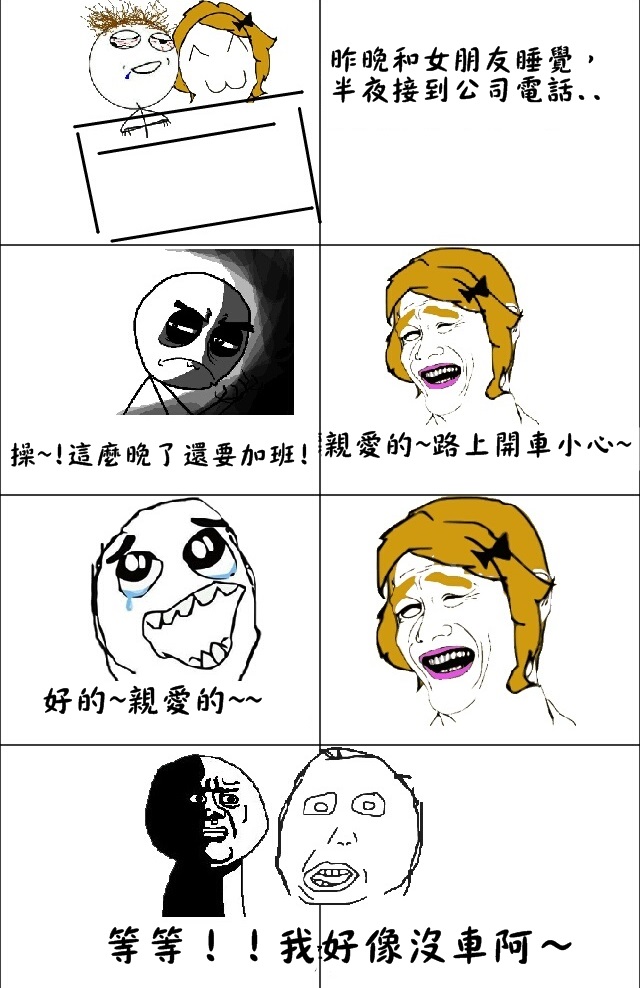 昨晚和女朋友睡覺，
半夜接到公司電話..
操~!這麼晚了還要加班!
親愛的~路上開車小心~
好的~親愛的~~
等等！！我好像沒車阿~